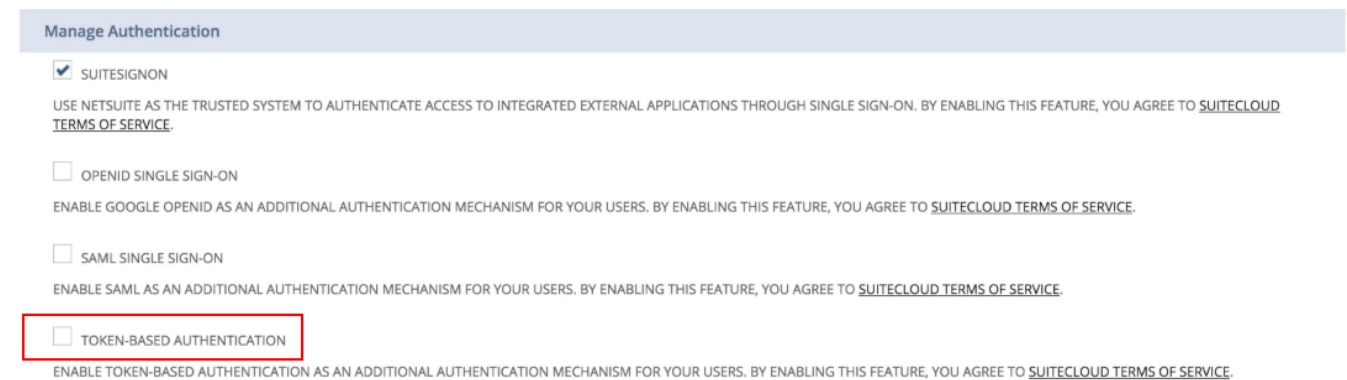 Manage Authentication
SUITESIGNON
USE NETSUITE AS THE TRUSTED SYSTEM TO AUTHENTICATE ACCESS TO INTEGRATED EXTERNAL APPLICATIONS THROUGH SINGLE SIGN-ON. BY ENABLING THIS FEATURE, YOU AGREE TO SUITECLOUD
TERMS OF SERVICE.
OPENID SINGLE SIGN-ON
ENABLE GOOGLE OPENID AS AN ADDITIONAL AUTHENTICATION MECHANISM FOR YOUR USERS. BY ENABLING THIS FEATURE, YOU AGREE TO SUITECLOUD TERMS OF SERVICE.
SAML SINGLE SIGN-ON
ENABLE SAML AS AN ADDITIONAL AUTHENTICATION MECHANISM FOR YOUR USERS. BY ENABLING THIS FEATURE, YOU AGREE TO SUITECLOUD TERMS OF SERVICE.
TOKEN-BASED AUTHENTICATION
ENABLE TOKEN-BASED AUTHENTICATION AS AN ADDITIONAL AUTHENTICATION MECHANISM FOR YOUR USERS. BY ENABLING THIS FEATURE, YOU AGREE TO SUITECLOUD TERMS OF SERVICE.